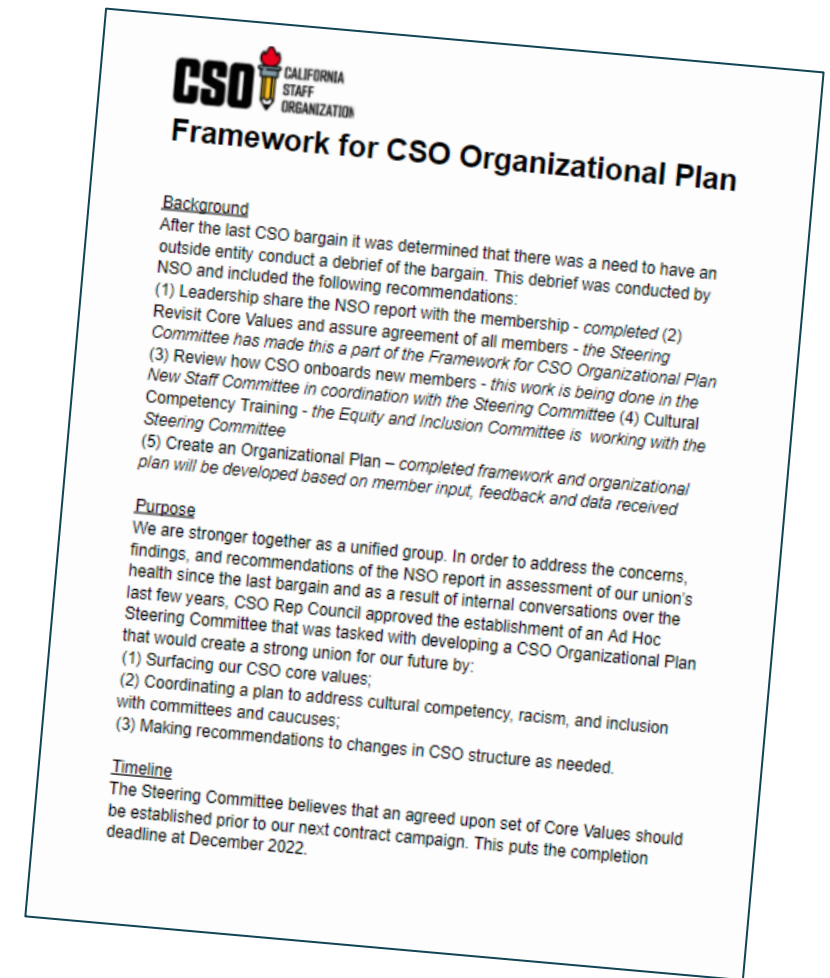 CSO CALIFORNIA
STAFF
ORGANIZATION
Framework for CSO Organizational Plan
Background
After the last CSO bargain it was determined that there was a need to have an
outside entity conduct a debrief of the bargain. This debrief was conducted by
NSO and included the following recommendations:
(1) Leadership share the NSO report with the membership - completed (2)
Revisit Core Values and assure agreement of all members - the Steering
Committee has made this a part of the Framework for CSO Organizational Plan
(3) Review how CSO onboards new members - this work is being done in the
New Staff Committee in coordination with the Steering Committee (4) Cultural
Competency Training - the Equity and Inclusion Committee is working with the
Steering Committee
(5) Create an Organizational Plan – completed framework and organizational
plan will be developed based on member input, feedback and data received
Purpose
We are stronger together as a unified group. In order to address the concerns,
findings, and recommendations of the NSO report in assessment of our union's
health since the last bargain and as a result of internal conversations over the
last few years, CSO Rep Council approved the establishment of an Ad Hoc
Steering Committee that was tasked with developing a CSO Organizational Plan
that would create a strong union for our future by:
(1) Surfacing our CSO core values;
(2) Coordinating a plan to address cultural competency, racism, and inclusion
with committees and caucuses;
(3) Making recommendations to changes in CSO structure as needed.
Timeline
The Steering Committee believes that an agreed upon set of Core Values should
be established prior to our next contract campaign. This puts the completion
deadline at December 2022.